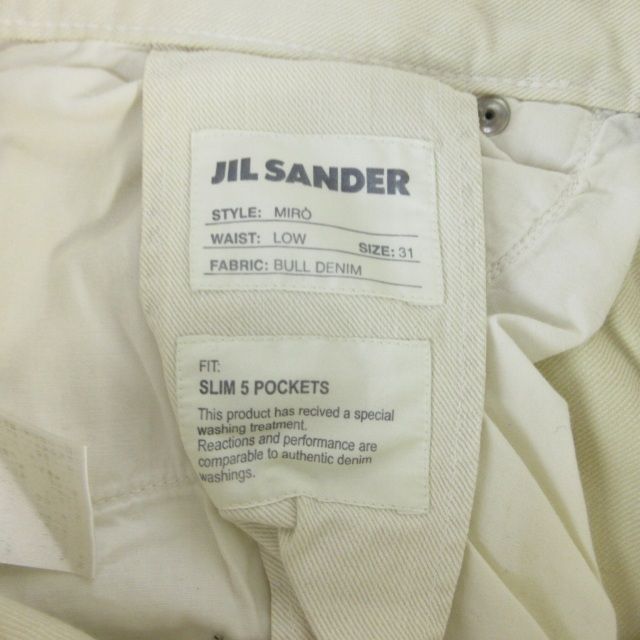 JIL SANDER
STYLE: MIRÒ
WAIST: LOW SIZE: 31
FABRIC: BULL DENIM
FIT:
SLIM 5 POCKETS
This product has recived a special
washing treatment.
Reactions and performance are
comparable to authentic denim
washings.